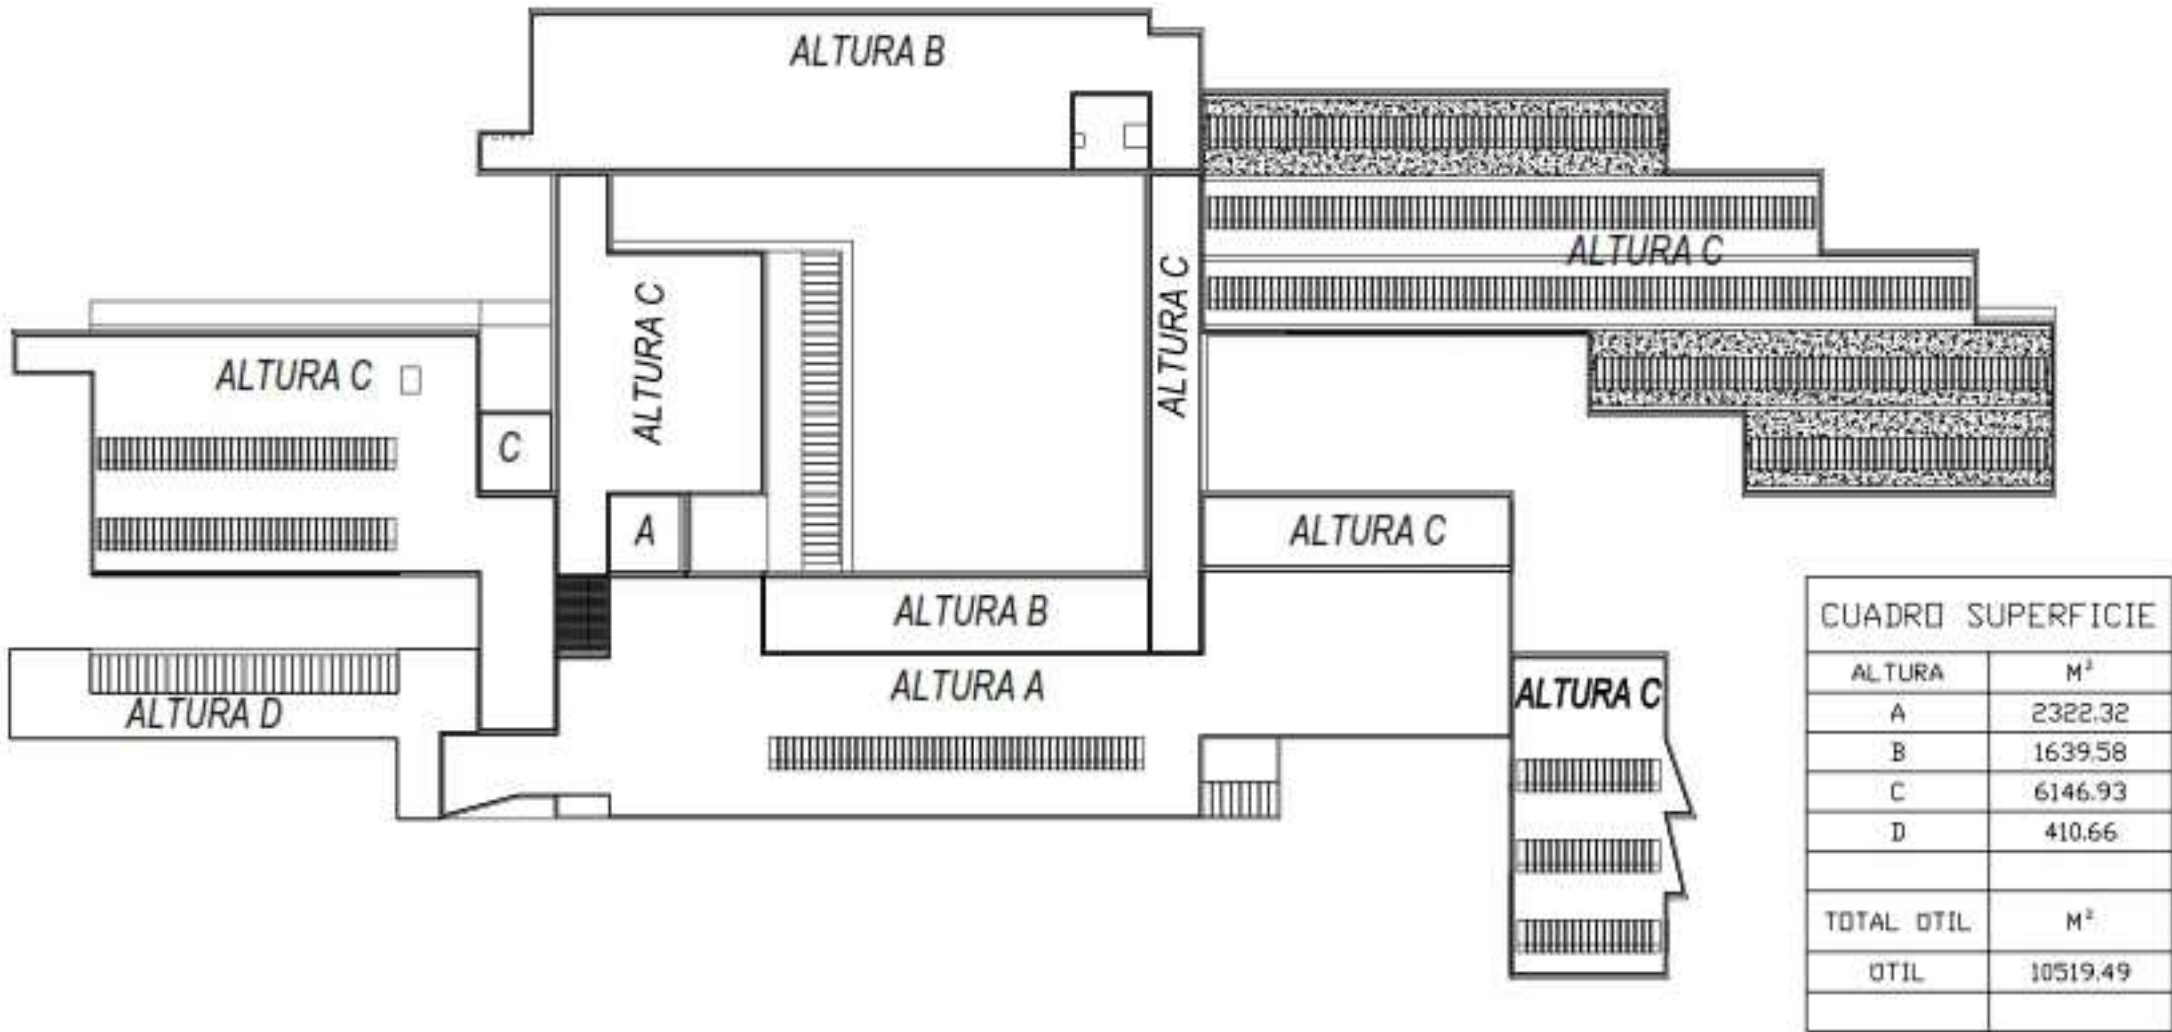 ALTURA B
ALTURA C
ALTURA C
ALTURA C
ALTURA C
C
A
ALTURA C
ALTURA B
ALTURA A
ALTURA C
ALTURA D
CUADRO SUPERFICIE
ALTURA M²
A 2322.32
B 1639.58
C 6146.93
D 410.66
TOTAL UTIL M²
UTIL 10519.49